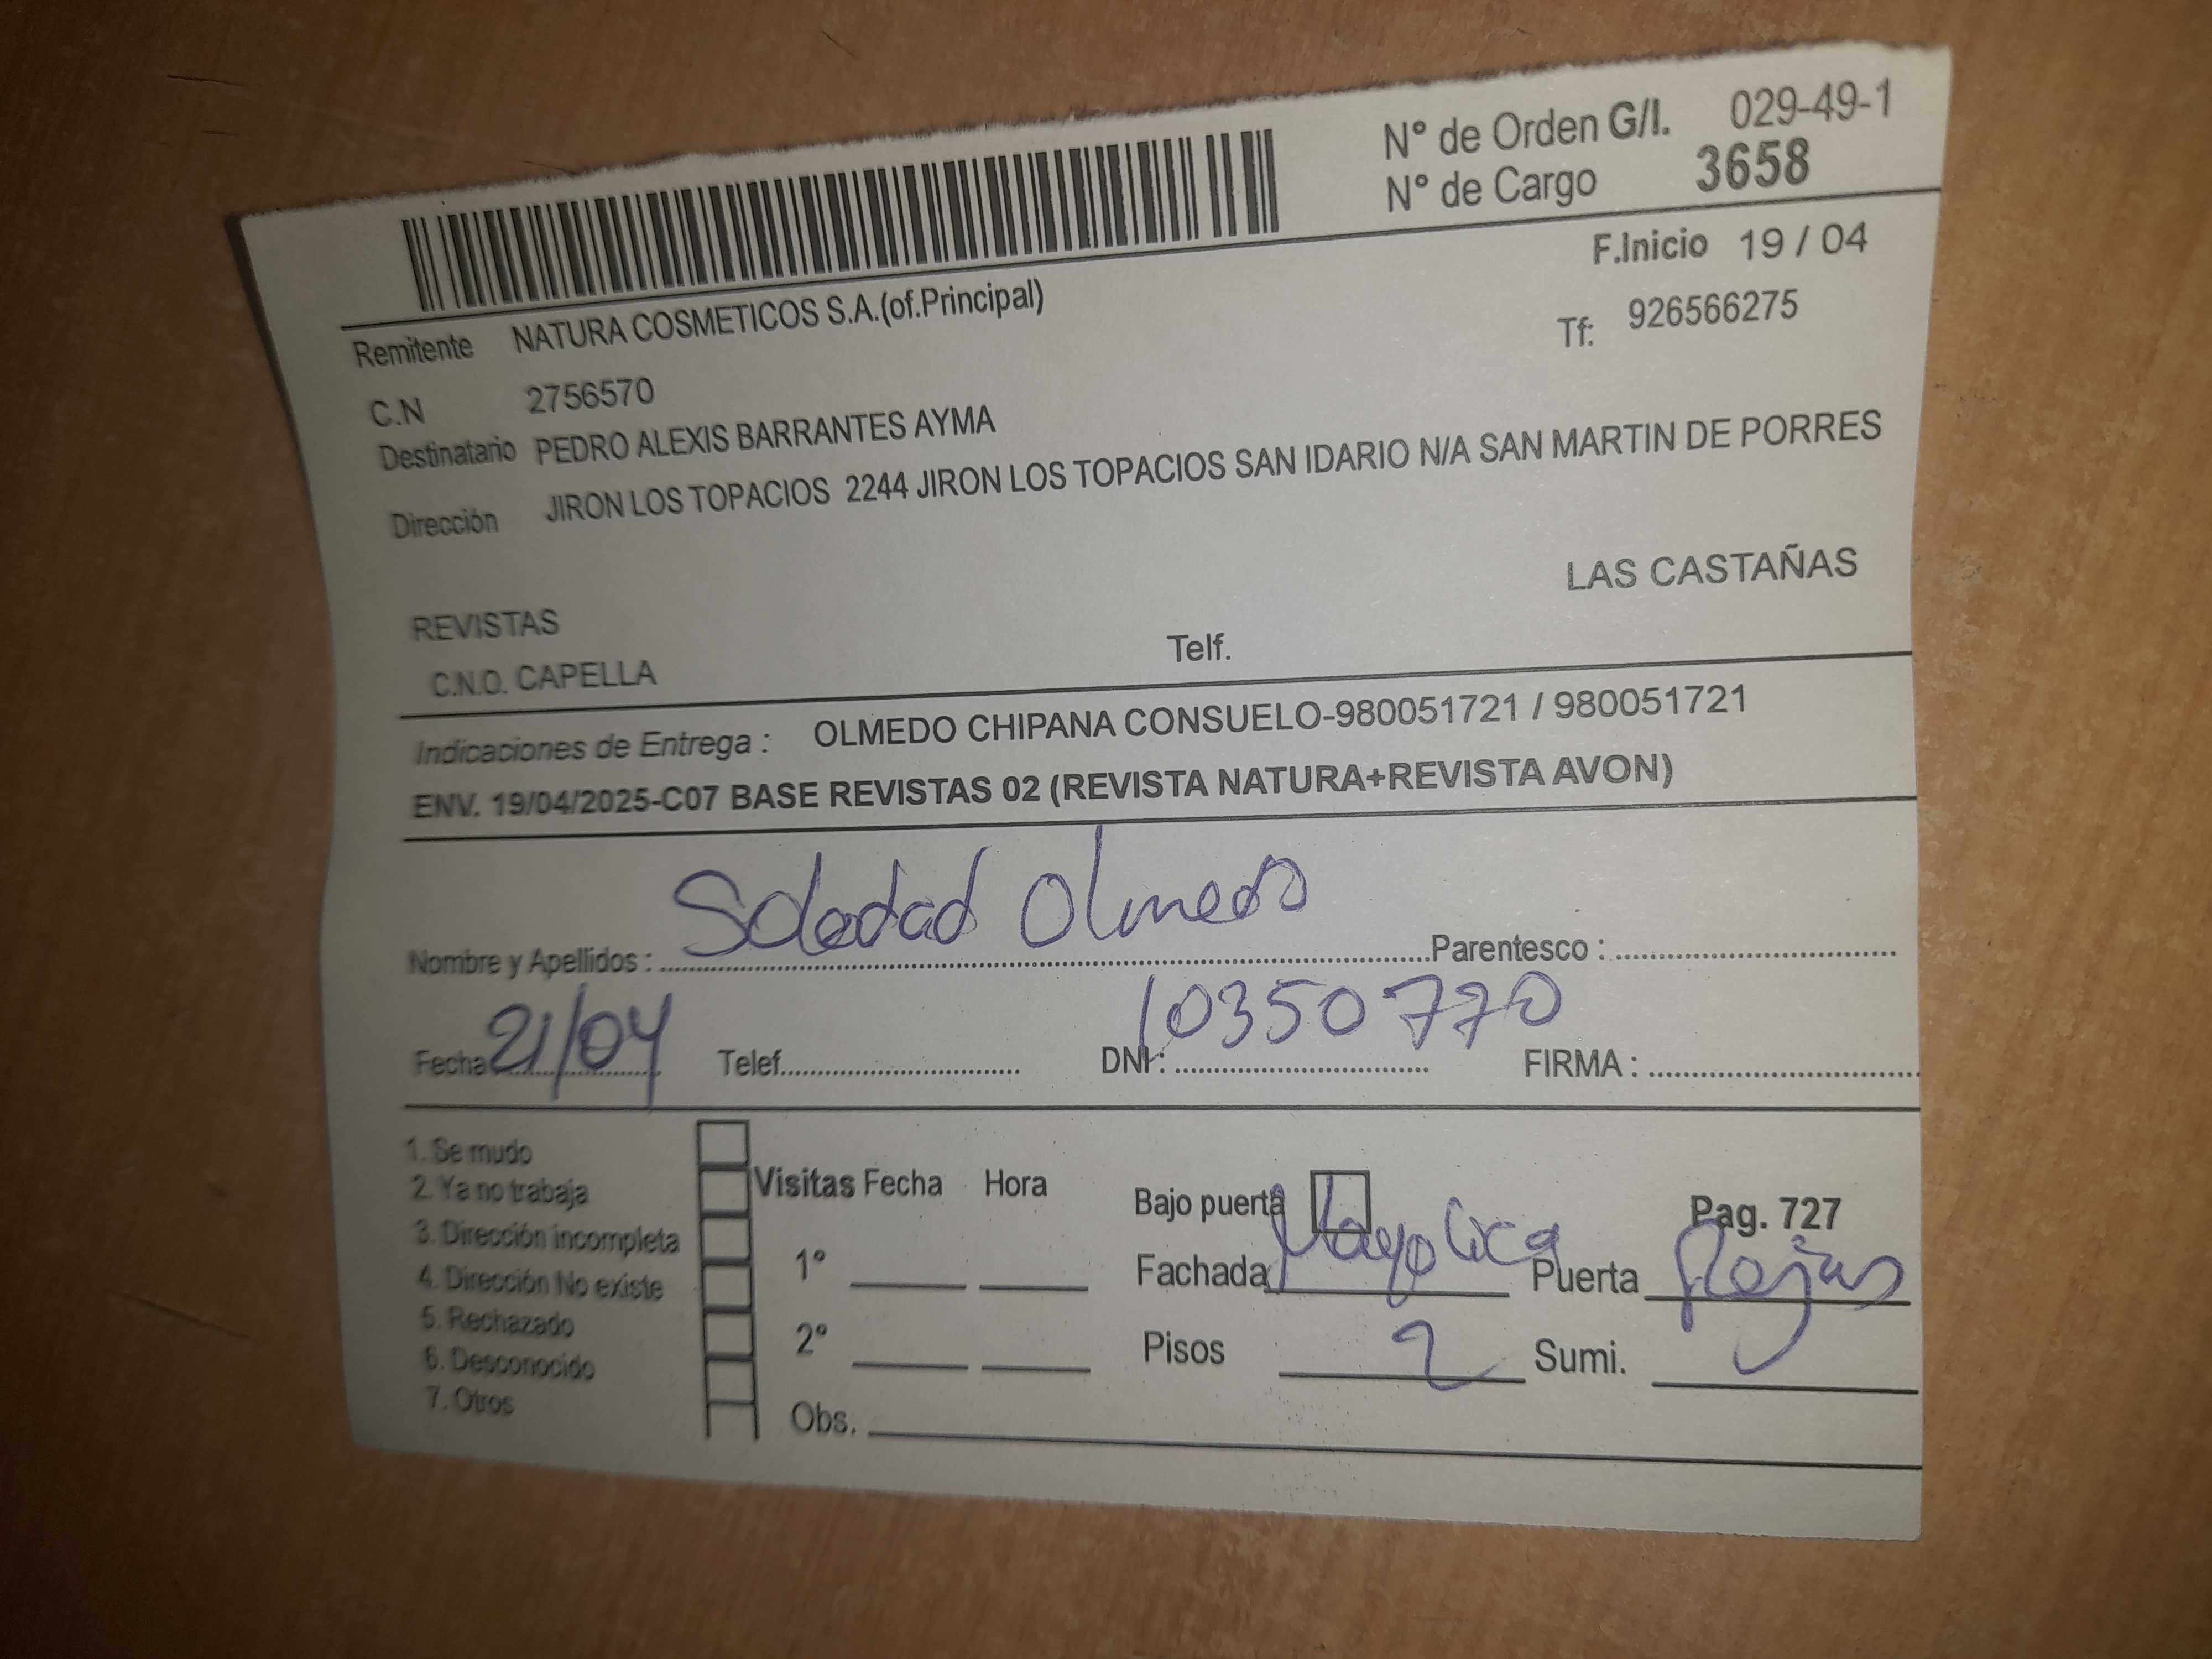 N° de Orden G/I. 029-49-1
N° de Cargo 3658
F.Inicio 19 / 04
Remitente NATURA COSMETICOS S.A.(of.Principal)
Tf: 926566275
C.N 2756570
Destinatario PEDRO ALEXIS BARRANTES AYMA
Dirección JIRON LOS TOPACIOS 2244 JIRON LOS TOPACIOS SAN IDARIO N/A SAN MARTIN DE PORRES
LAS CASTAÑAS
REVISTAS
C.N.O. CAPELLA Telf.
Indicaciones de Entrega : OLMEDO CHIPANA CONSUELO-980051721 / 980051721
ENV. 19/04/2025-C07 BASE REVISTAS 02 (REVISTA NATURA+REVISTA AVON)
Nombre y Apellidos : Soledad Olmedo Parentesco :
Fecha 21/04 Telef. DNI : 10350770 FIRMA :
1. Se mudo
2. Ya no trabaja
3. Dirección incompleta
4. Dirección No existe
5. Rechazado
6. Desconocido
7. Otros
Visitas Fecha Hora
1°
2°
Obs.
Bajo puerta Pag. 727
Fachada Mayolica Puerta Rejas
Pisos 2 Sumi.